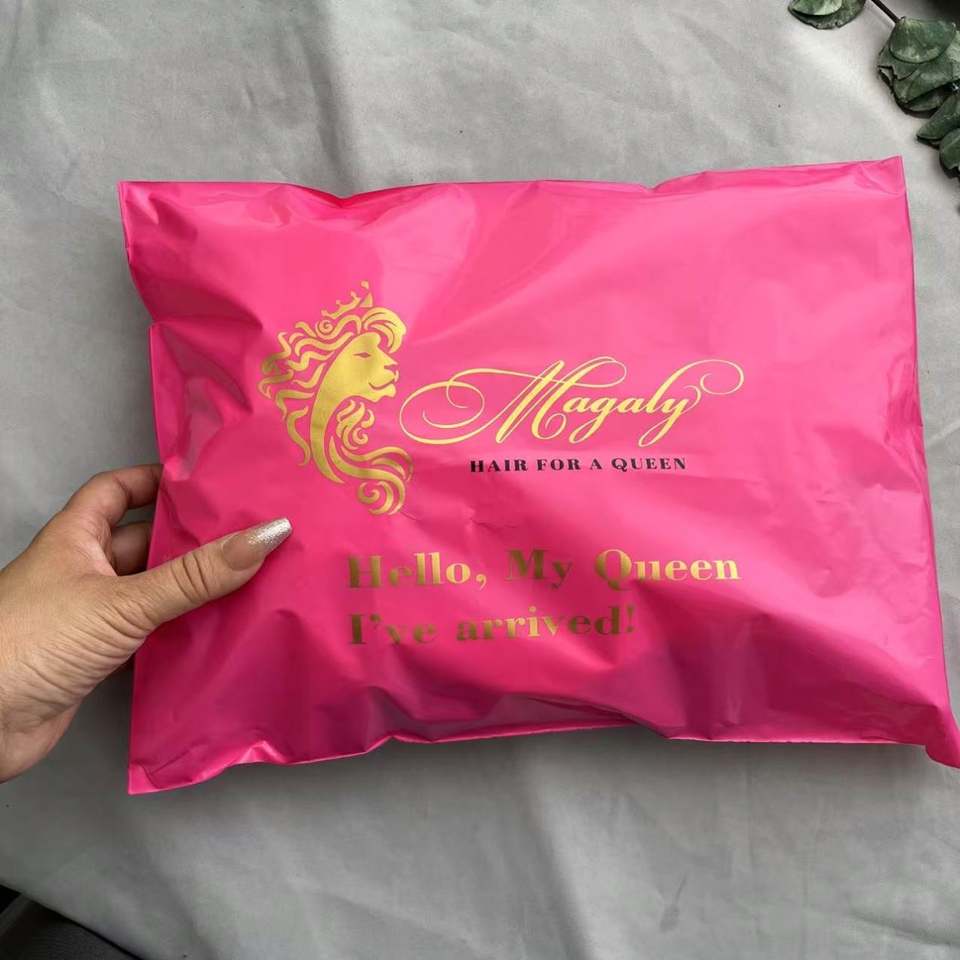 Magaly
HAIR FOR A QUEEN
Hello, My Queen
I've arrived!